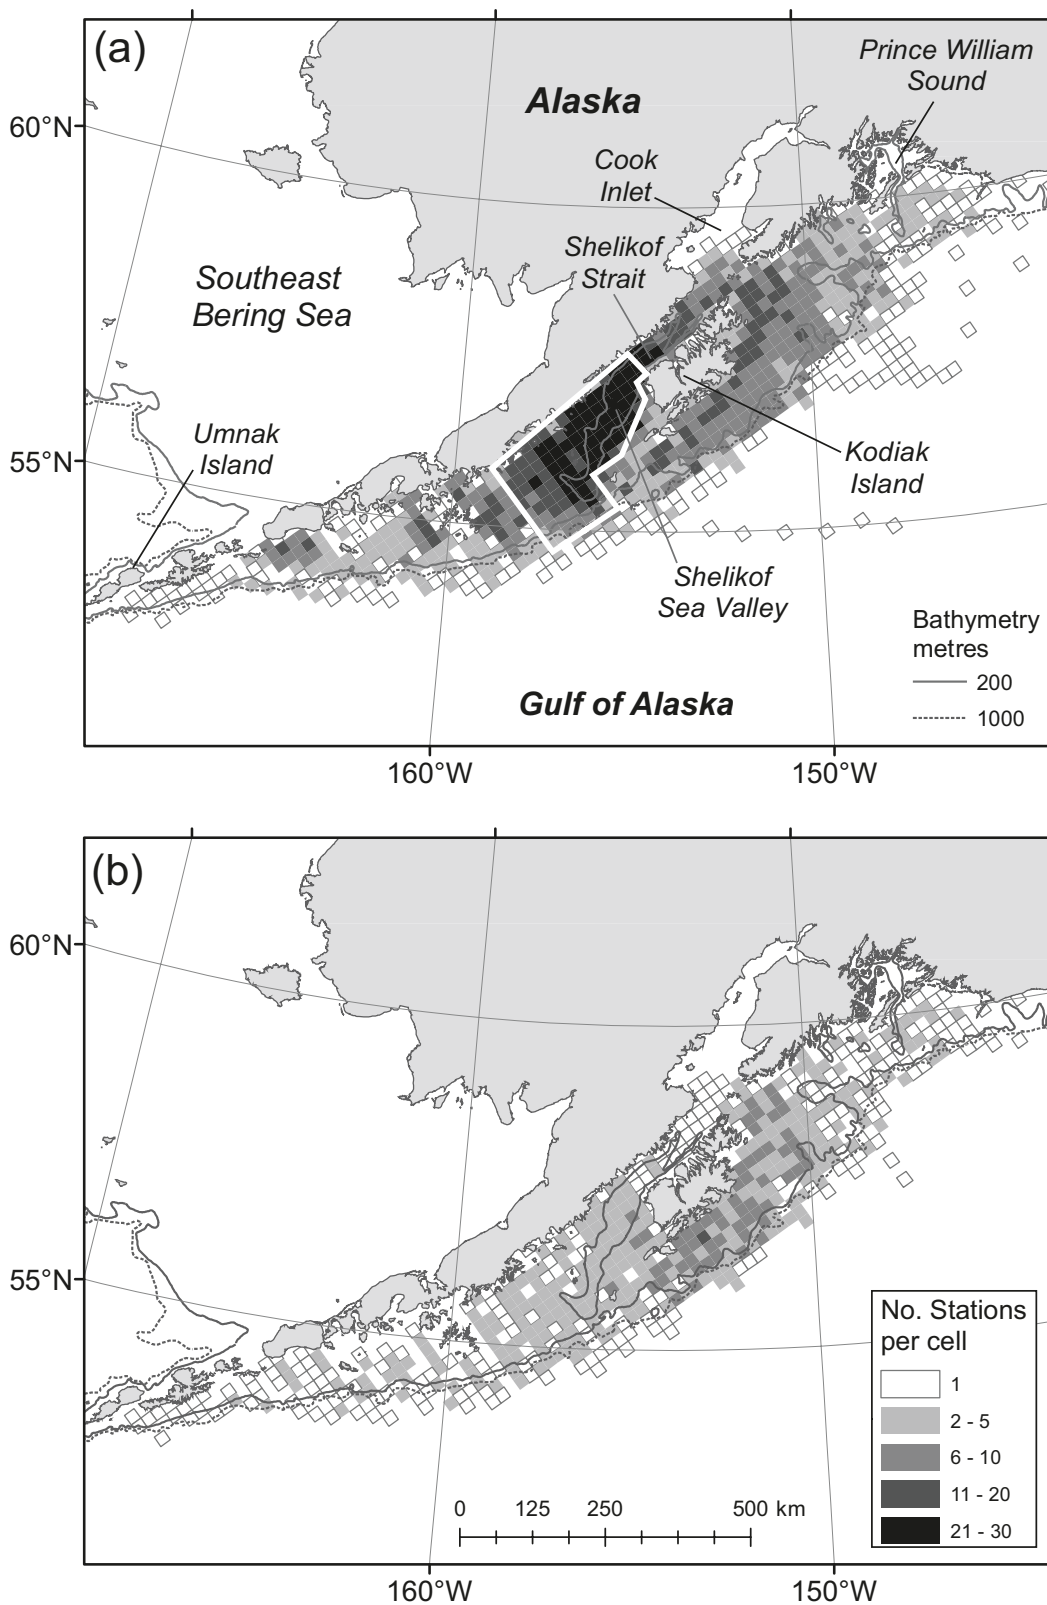 (a)
Prince William
Sound
Alaska
60°N
Cook
Inlet
Shelikof
Strait
Southeast
Bering Sea
Umnak
Island
55°N
Kodiak
Island
Shelikof
Sea Valley
Bathymetry
metres
200
1000
Gulf of Alaska
160°W
150°W
(b)
60°N
55°N
No. Stations
per cell
1
2 - 5
6 - 10
11 - 20
21 - 30
0 125 250 500 km
160°W
150°W